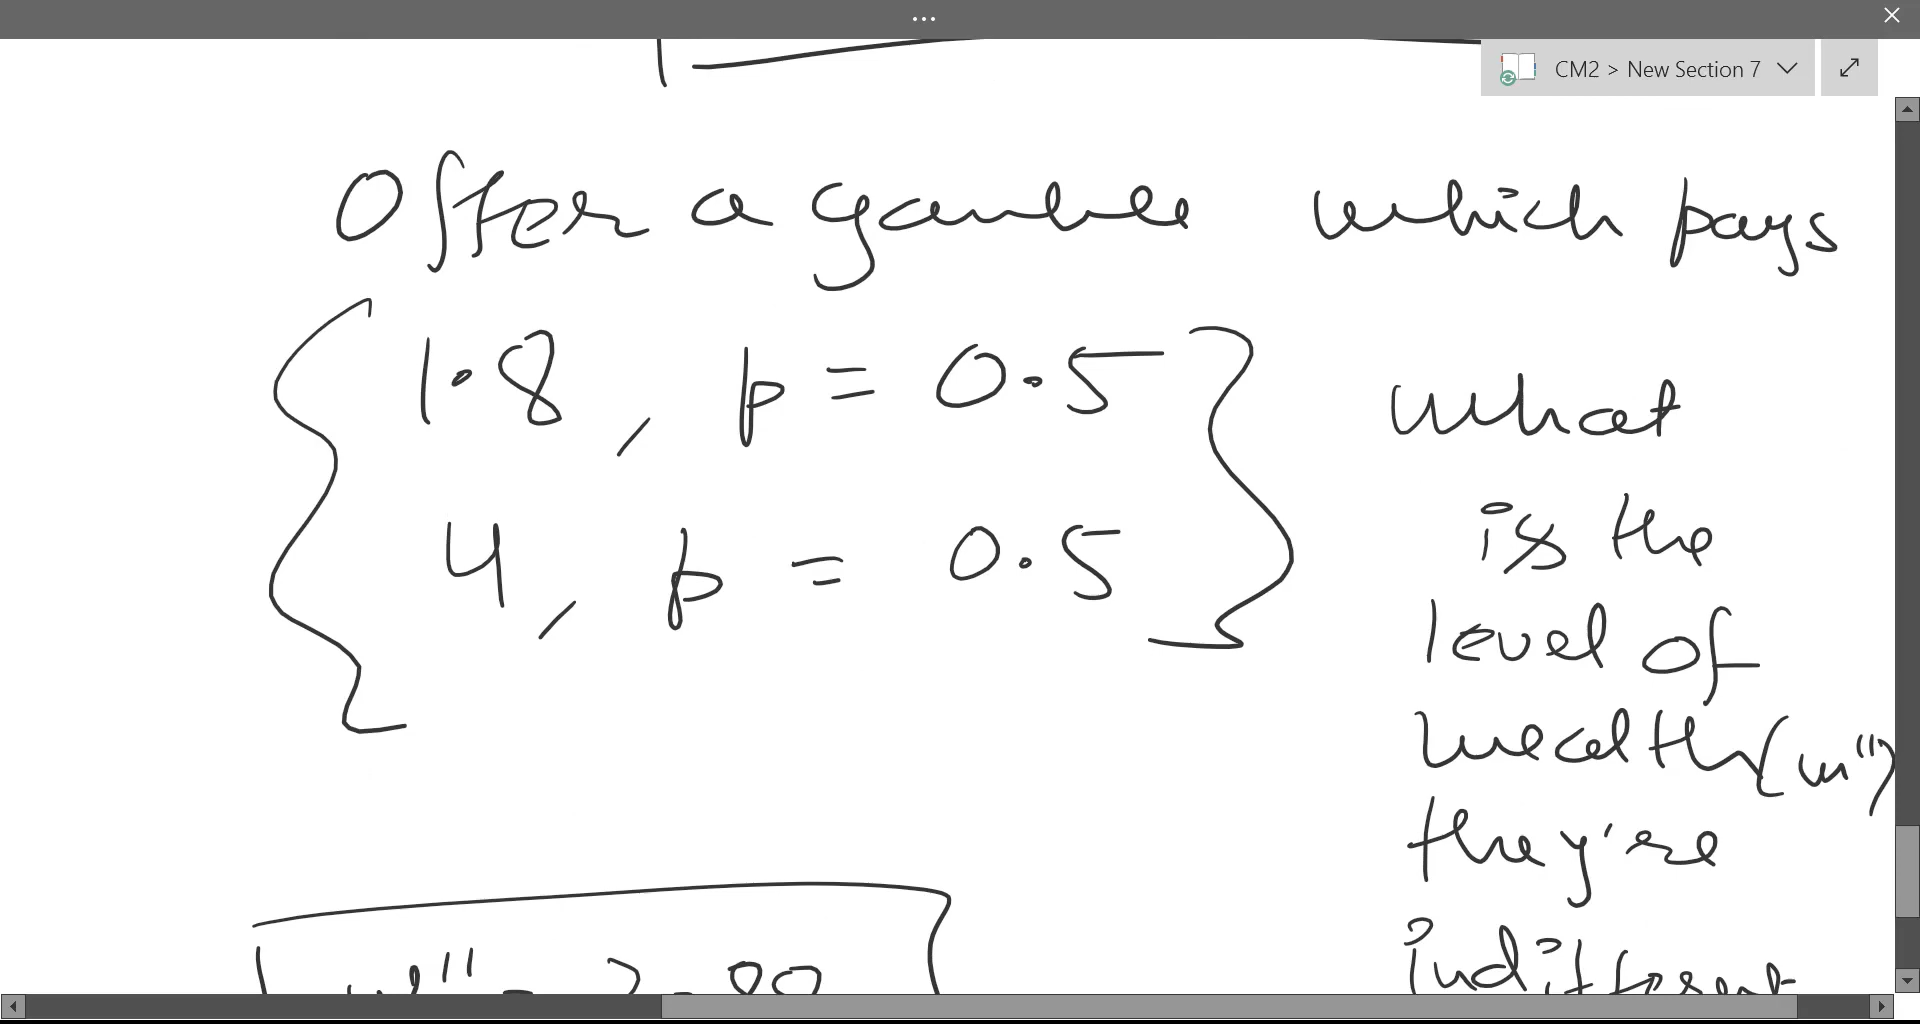 CM2 > New Section 7
Offer a gamble which pays
1.8, p = 0.5
4, p = 0.5
what
is the
level of
wealth (w'')
they're
indifferent